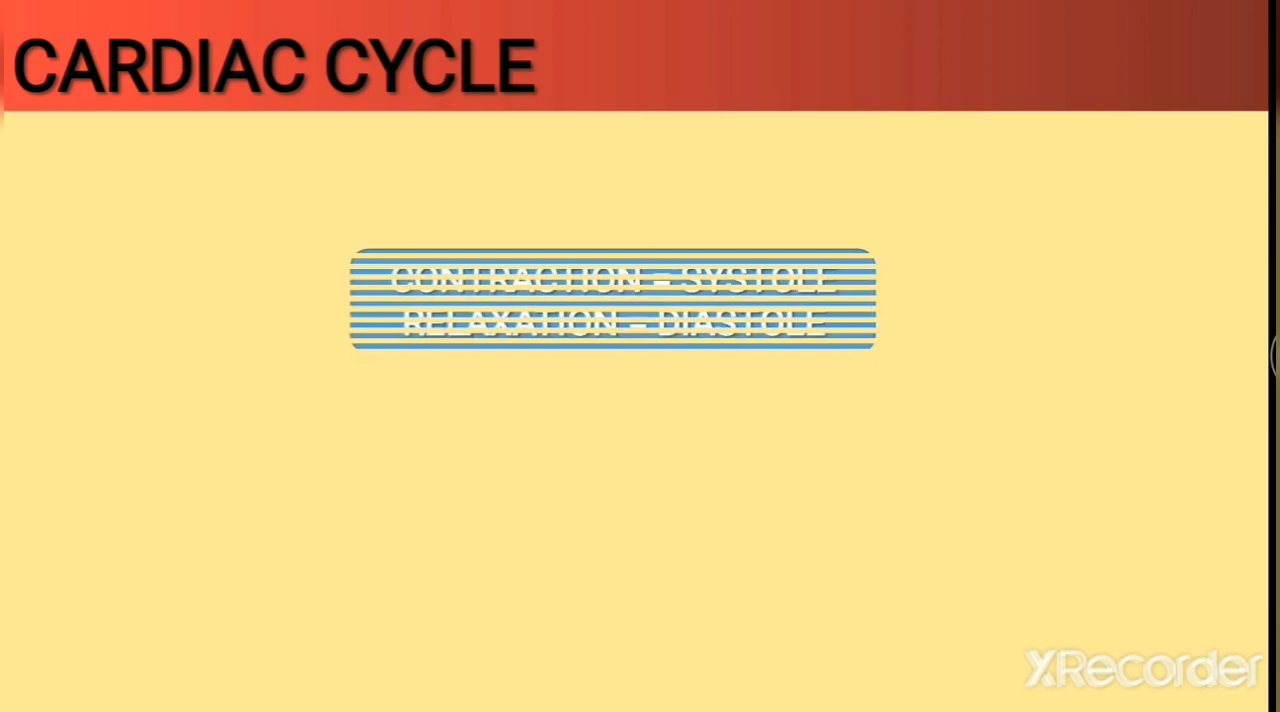 CARDIAC CYCLE
CONTRACTION – SYSTOLE
RELAXATION – DIASTOLE
XRecorder